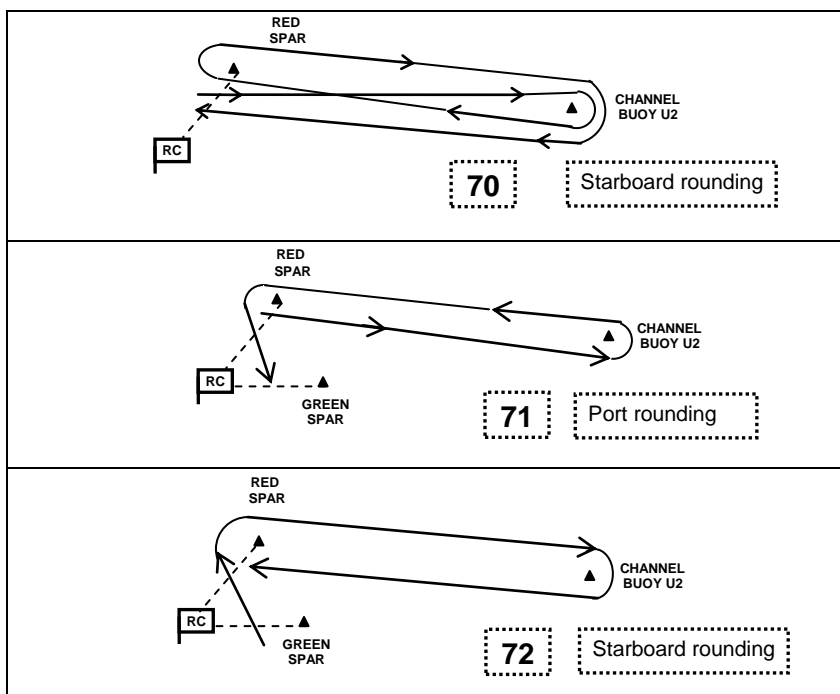 RED
SPAR
CHANNEL
BUOY U2
RC
70
Starboard rounding
RED
SPAR
CHANNEL
BUOY U2
RC
GREEN
SPAR
71
Port rounding
RED
SPAR
CHANNEL
BUOY U2
RC
GREEN
SPAR
72
Starboard rounding